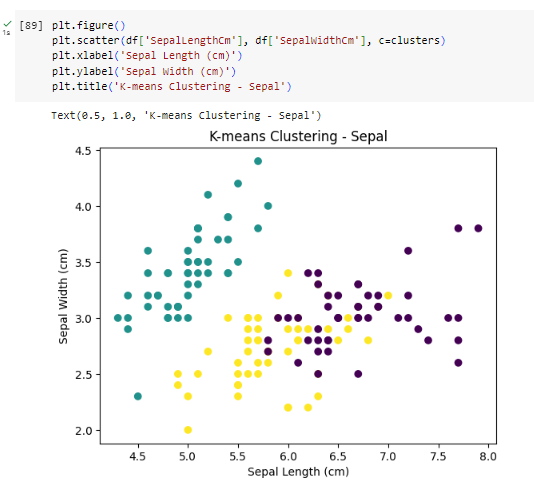 [89] plt.figure()
1s
plt.scatter(df['SepalLengthCm'], df['SepalWidthCm'], c=clusters)
plt.xlabel('Sepal Length (cm)')
plt.ylabel('Sepal Width (cm)')
plt.title('K-means Clustering - Sepal')
Text(0.5, 1.0, 'K-means Clustering - Sepal')
K-means Clustering - Sepal
4.5
4.0
3.5
3.0
2.5
2.0
Sepal Width (cm)
4.5 5.0 5.5 6.0 6.5 7.0 7.5 8.0
Sepal Length (cm)